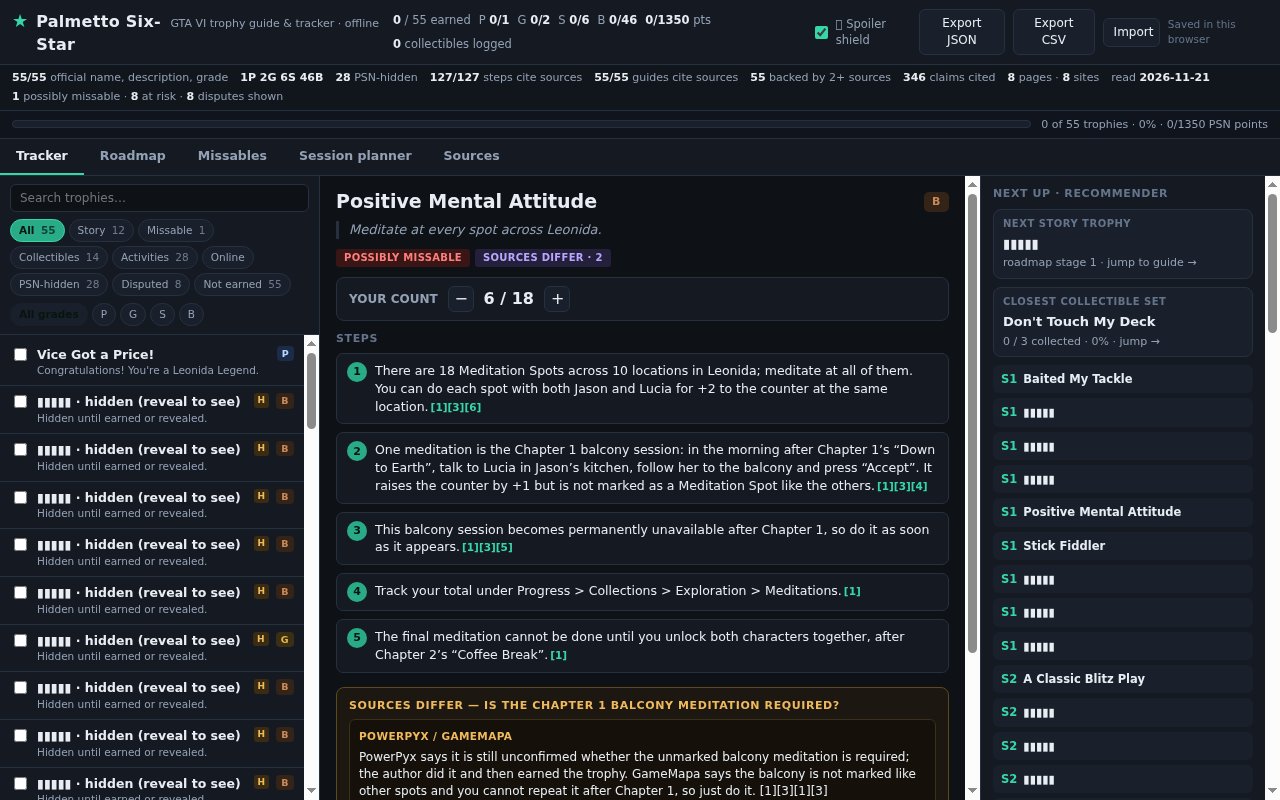 ★ Palmetto Six-Star
GTA VI trophy guide & tracker · offline
0 / 55 earned P 0/1 G 0/2 S 0/6 B 0/46 0/1350 pts
0 collectibles logged
Spoiler shield
Export JSON
Export CSV
Import
Saved in this browser
55/55 official name, description, grade 1P 2G 6S 46B 28 PSN-hidden 127/127 steps cite sources 55/55 guides cite sources 55 backed by 2+ sources 346 claims cited 8 pages · 8 sites read 2026-11-21
1 possibly missable · 8 at risk · 8 disputes shown
0 of 55 trophies · 0% · 0/1350 PSN points
Tracker Roadmap Missables Session planner Sources
Search trophies...
All 55 Story 12 Missable 1
Collectibles 14 Activities 28 Online
PSN-hidden 28 Disputed 8 Not earned 55
All grades P G S B
Vice Got a Price! P
Congratulations! You're a Leonida Legend.
▮▮▮▮▮ · hidden (reveal to see) H B
Hidden until earned or revealed.
▮▮▮▮▮ · hidden (reveal to see) H B
Hidden until earned or revealed.
▮▮▮▮▮ · hidden (reveal to see) H B
Hidden until earned or revealed.
▮▮▮▮▮ · hidden (reveal to see) H B
Hidden until earned or revealed.
▮▮▮▮▮ · hidden (reveal to see) H B
Hidden until earned or revealed.
▮▮▮▮▮ · hidden (reveal to see) H G
Hidden until earned or revealed.
▮▮▮▮▮ · hidden (reveal to see) H B
Hidden until earned or revealed.
▮▮▮▮▮ · hidden (reveal to see) H B
Hidden until earned or revealed.
▮▮▮▮▮ · hidden (reveal to see) H B
Positive Mental Attitude B
Meditate at every spot across Leonida.
POSSIBLY MISSABLE SOURCES DIFFER · 2
YOUR COUNT − 6 / 18 +
STEPS
1 There are 18 Meditation Spots across 10 locations in Leonida; meditate at all of them.
You can do each spot with both Jason and Lucia for +2 to the counter at the same
location. [1][3][6]
2 One meditation is the Chapter 1 balcony session: in the morning after Chapter 1’s “Down
to Earth”, talk to Lucia in Jason’s kitchen, follow her to the balcony and press “Accept”. It
raises the counter by +1 but is not marked as a Meditation Spot like the others. [1][3][4]
3 This balcony session becomes permanently unavailable after Chapter 1, so do it as soon
as it appears. [1][3][5]
4 Track your total under Progress > Collections > Exploration > Meditations. [1]
5 The final meditation cannot be done until you unlock both characters together, after
Chapter 2’s “Coffee Break”. [1]
SOURCES DIFFER — IS THE CHAPTER 1 BALCONY MEDITATION REQUIRED?
POWERPYX / GAMEMAPA
PowerPyx says it is still unconfirmed whether the unmarked balcony meditation is required;
the author did it and then earned the trophy. GameMapa says the balcony is not marked like
other spots and you cannot repeat it after Chapter 1, so just do it. [1][3][1][3]
NEXT UP · RECOMMENDER
NEXT STORY TROPHY
▮▮▮▮▮
roadmap stage 1 · jump to guide →
CLOSEST COLLECTIBLE SET
Don't Touch My Deck
0 / 3 collected · 0% · jump →
S1 Baited My Tackle
S1 ▮▮▮▮▮
S1 ▮▮▮▮▮
S1 ▮▮▮▮▮
S1 Positive Mental Attitude
S1 Stick Fiddler
S1 ▮▮▮▮▮
S1 ▮▮▮▮▮
S1 ▮▮▮▮▮
S2 A Classic Blitz Play
S2 ▮▮▮▮▮
S2 ▮▮▮▮▮
S2 ▮▮▮▮▮